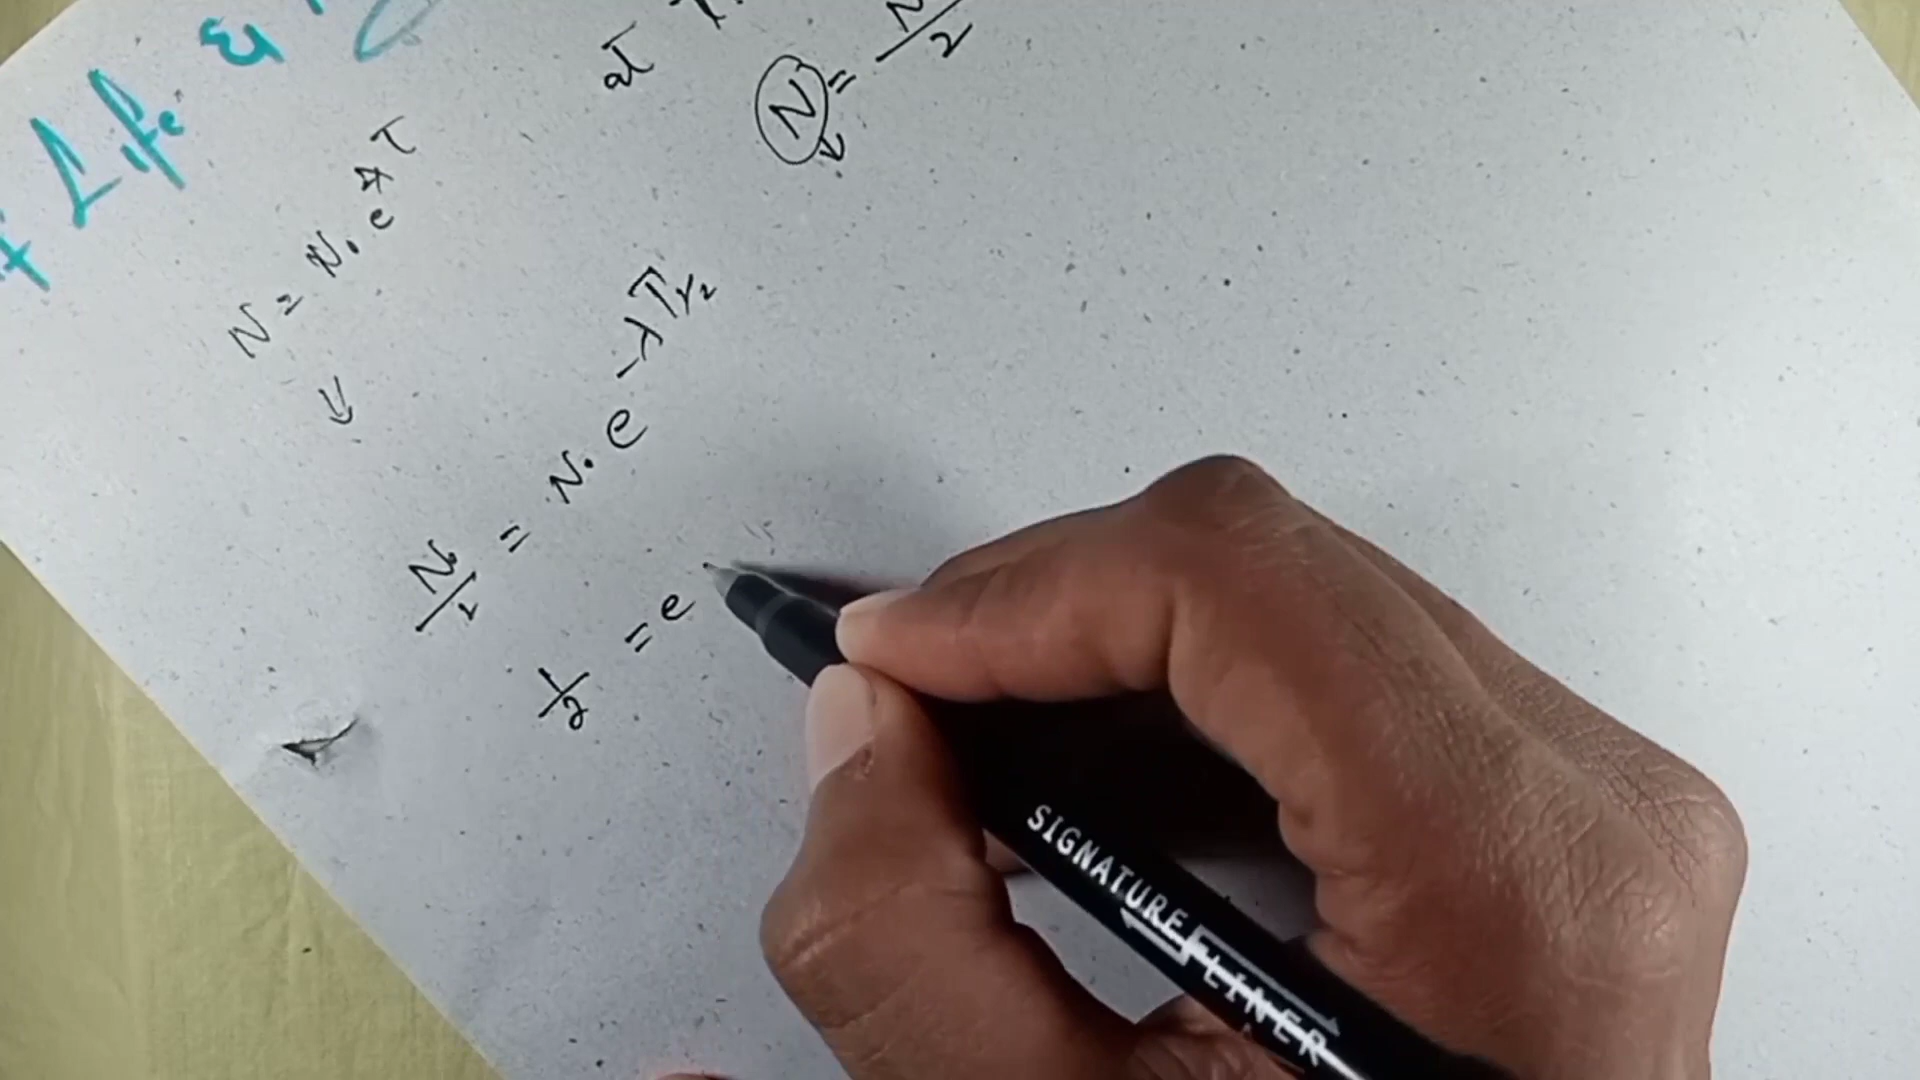 Life &
N = N₀ e^-λT
at
N = N/2
N₀/2 = N₀ e^-λT1/2
1/2 = e
SIGNATURE LINER